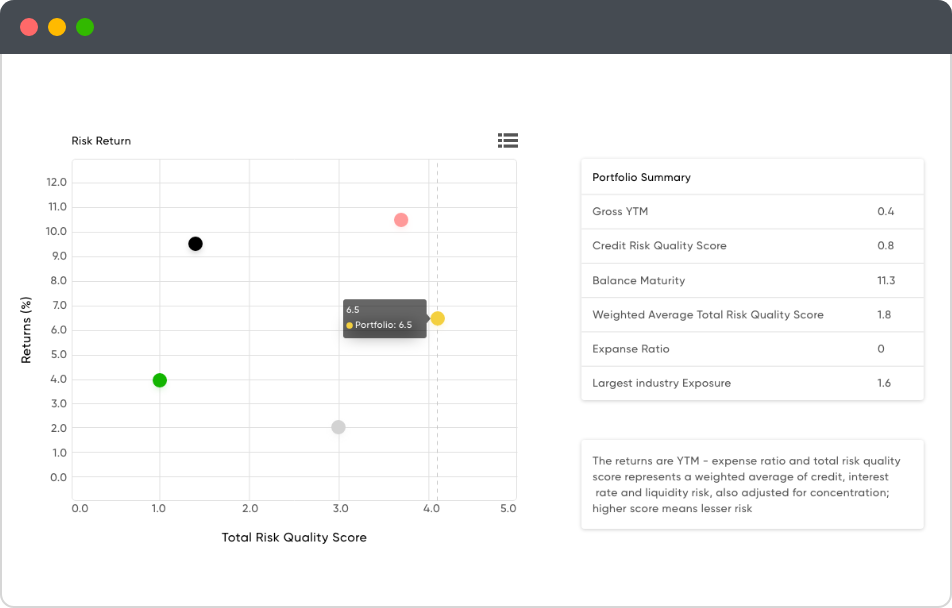 Risk Return
12.0
11.0
10.0
9.0
8.0
7.0
6.0
5.0
4.0
3.0
2.0
1.0
0.0
Returns (%)
6.5
Portfolio: 6.5
0.0 1.0 2.0 3.0 4.0 5.0
Total Risk Quality Score
Portfolio Summary
Gross YTM 0.4
Credit Risk Quality Score 0.8
Balance Maturity 11.3
Weighted Average Total Risk Quality Score 1.8
Expanse Ratio 0
Largest industry Exposure 1.6
The returns are YTM - expense ratio and total risk quality
score represents a weighted average of credit, interest
rate and liquidity risk, also adjusted for concentration;
higher score means lesser risk